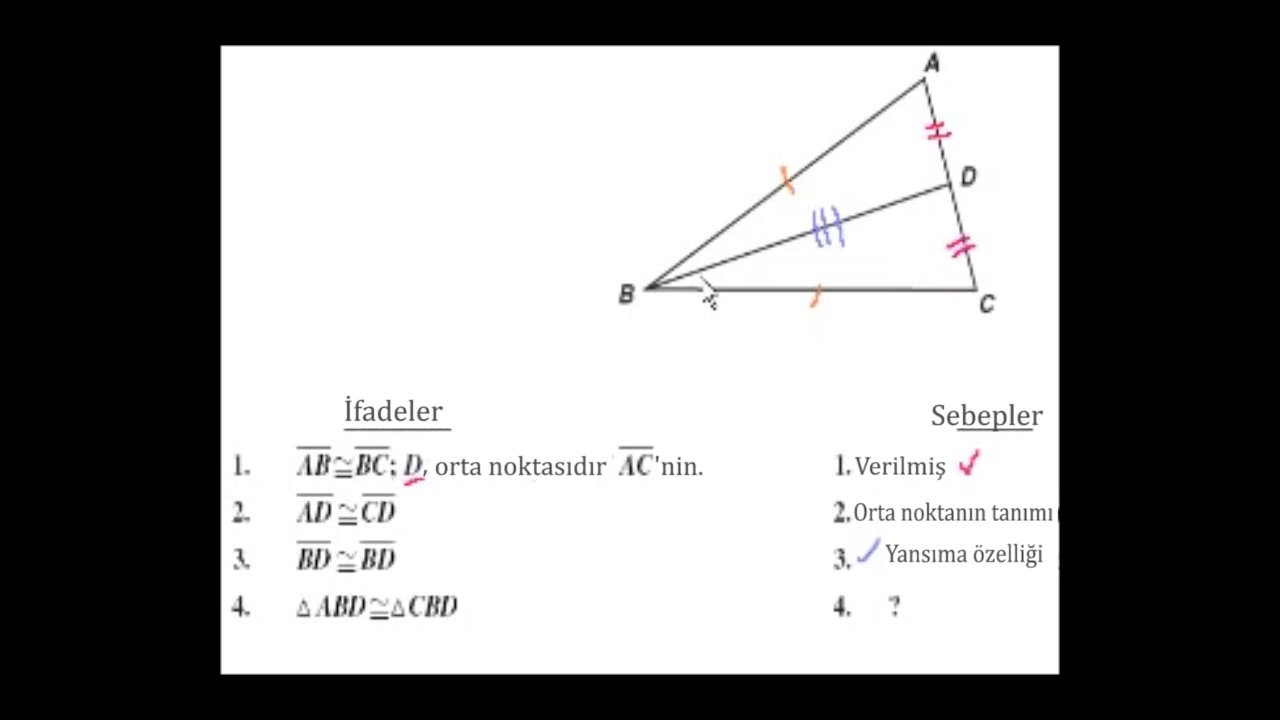 A
D
B
C
İfadeler
Sebepler
1. AB≅BC; D, orta noktasıdır AC'nin.
1. Verilmiş
2. AD≅CD
2. Orta noktanın tanımı
3. BD≅BD
3. Yansıma özelliği
4. △ABD≅△CBD
4. ?